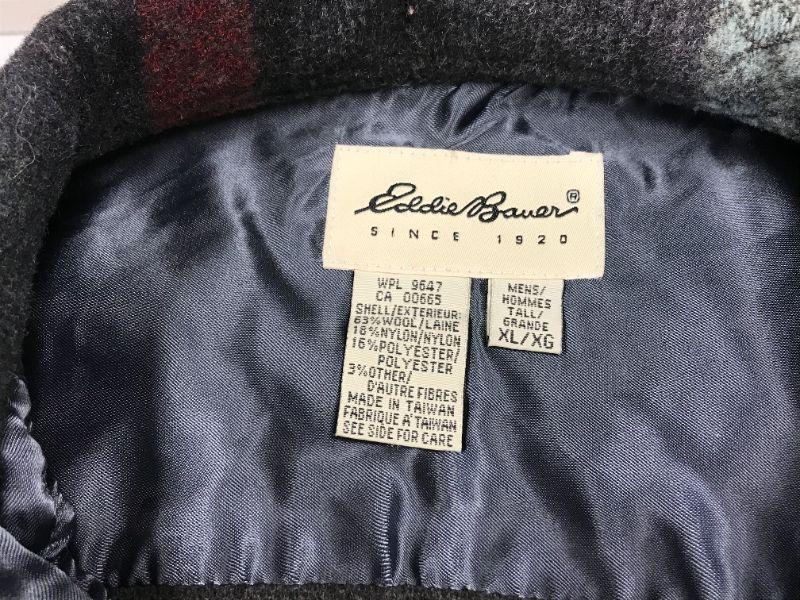 Eddie Bauer®
SINCE 1920
WPL 9647
CA 00665
SHELL/EXTERIEUR:
63% WOOL/LAINE
18% NYLON/NYLON
16% POLYESTER/
POLYESTER
3% OTHER/
D'AUTRE FIBRES
MADE IN TAIWAN
FABRIQUE A' TAIWAN
SEE SIDE FOR CARE
MENS/
HOMMES
TALL/
GRANDE
XL/XG